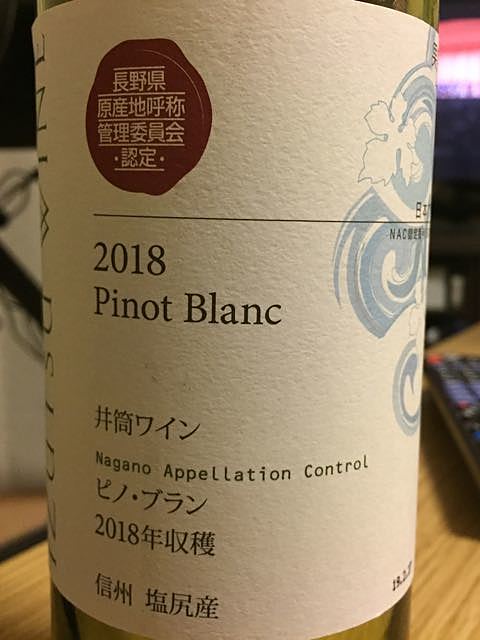 長野県
原産地呼称
管理委員会
・認定・
IZUTSU WINE
2018
Pinot Blanc
井筒ワイン
Nagano Appellation Control
ピノ・ブラン
2018年収穫
信州 塩尻産